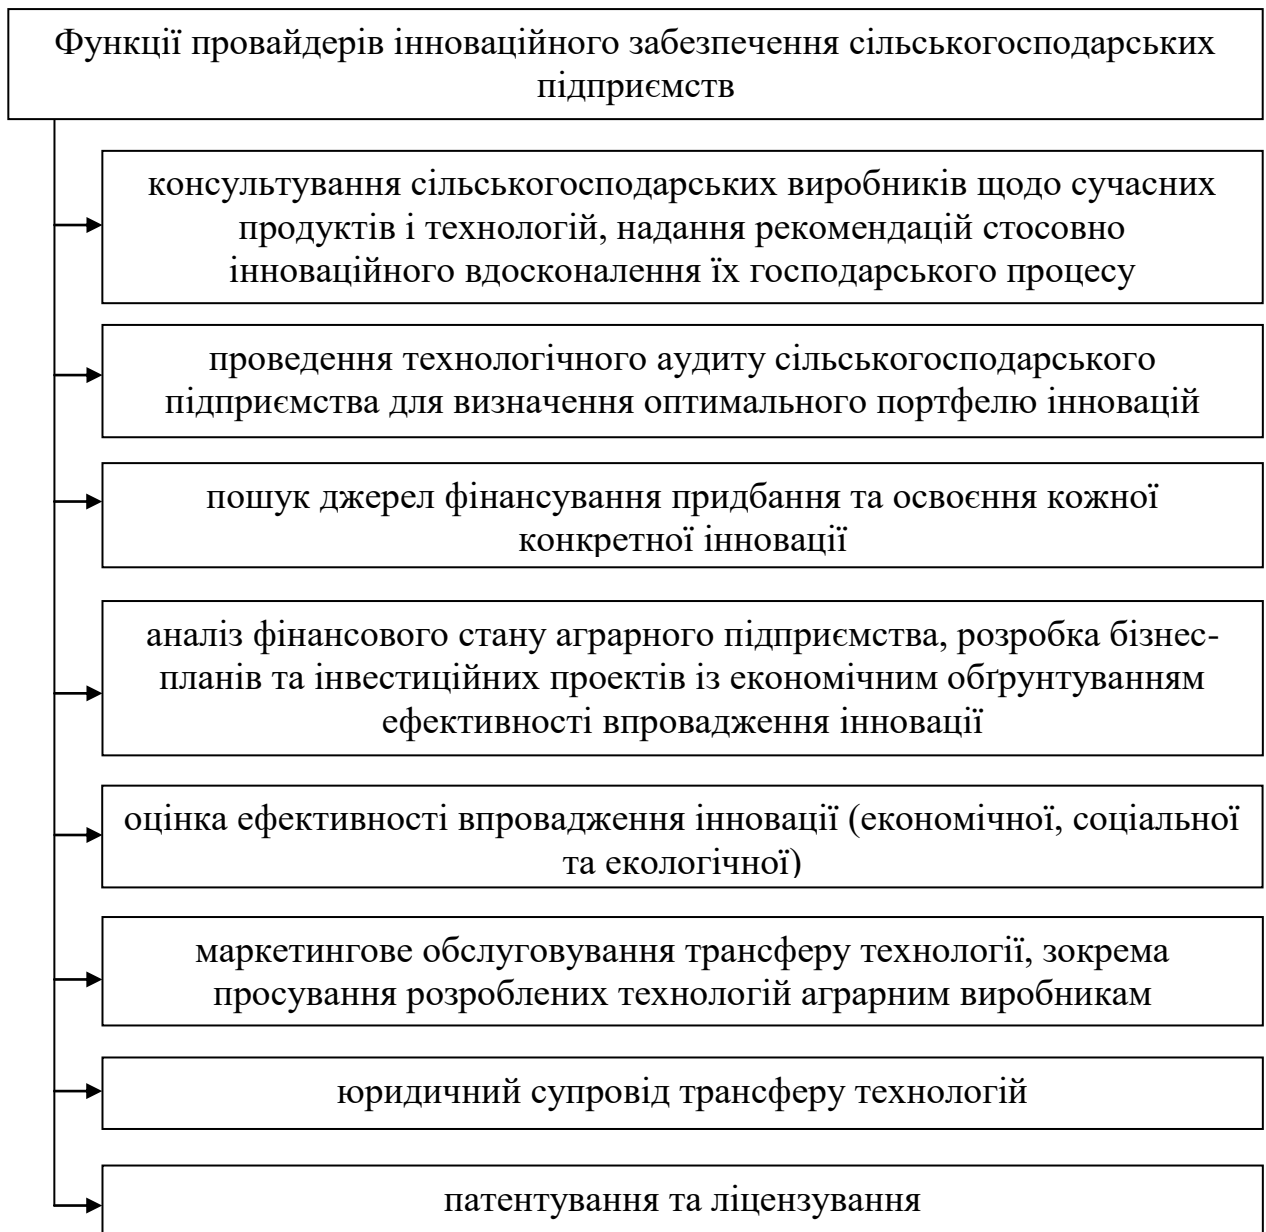 Функції провайдерів інноваційного забезпечення сільськогосподарських
підприємств
консультування сільськогосподарських виробників щодо сучасних
продуктів і технологій, надання рекомендацій стосовно
інноваційного вдосконалення їх господарського процесу
проведення технологічного аудиту сільськогосподарського
підприємства для визначення оптимального портфелю інновацій
пошук джерел фінансування придбання та освоєння кожної
конкретної інновації
аналіз фінансового стану аграрного підприємства, розробка бізнес-
планів та інвестиційних проектів із економічним обґрунтуванням
ефективності впровадження інновації
оцінка ефективності впровадження інновації (економічної, соціальної
та екологічної)
маркетингове обслуговування трансферу технології, зокрема
просування розроблених технологій аграрним виробникам
юридичний супровід трансферу технологій
патентування та ліцензування